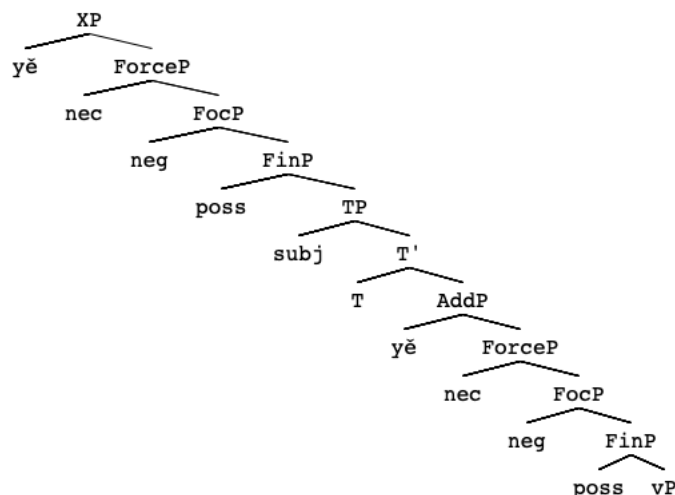 XP
yě ForceP
nec FocP
neg FinP
poss TP
subj T'
T AddP
yě ForceP
nec FocP
neg FinP
poss vP